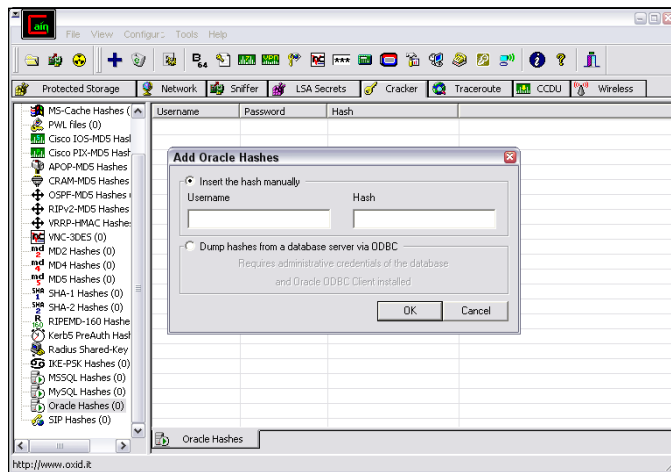 Cain
File View Configure Tools Help
B64
Protected Storage Network Sniffer LSA Secrets Cracker Traceroute CCDU Wireless
MS-Cache Hashes (
PWL files (0)
Cisco IOS-MD5 Hash
Cisco PIX-MD5 Hash
APOP-MD5 Hashes
CRAM-MD5 Hashes
OSPF-MD5 Hashes
RIPv2-MD5 Hashes
VRRP-HMAC Hashe
VNC-3DES (0)
MD2 Hashes (0)
MD4 Hashes (0)
MD5 Hashes (0)
SHA-1 Hashes (0)
SHA-2 Hashes (0)
RIPEMD-160 Hashe
Kerb5 PreAuth Hash
Radius Shared-Key
IKE-PSK Hashes (0)
MSSQL Hashes (0)
MySQL Hashes (0)
Oracle Hashes (0)
SIP Hashes (0)
Username Password Hash
Add Oracle Hashes
Insert the hash manually
Username Hash
Dump hashes from a database server via ODBC
Requires administrative credentials of the database
and Oracle ODBC Client installed
OK Cancel
Oracle Hashes
http://www.oxid.it